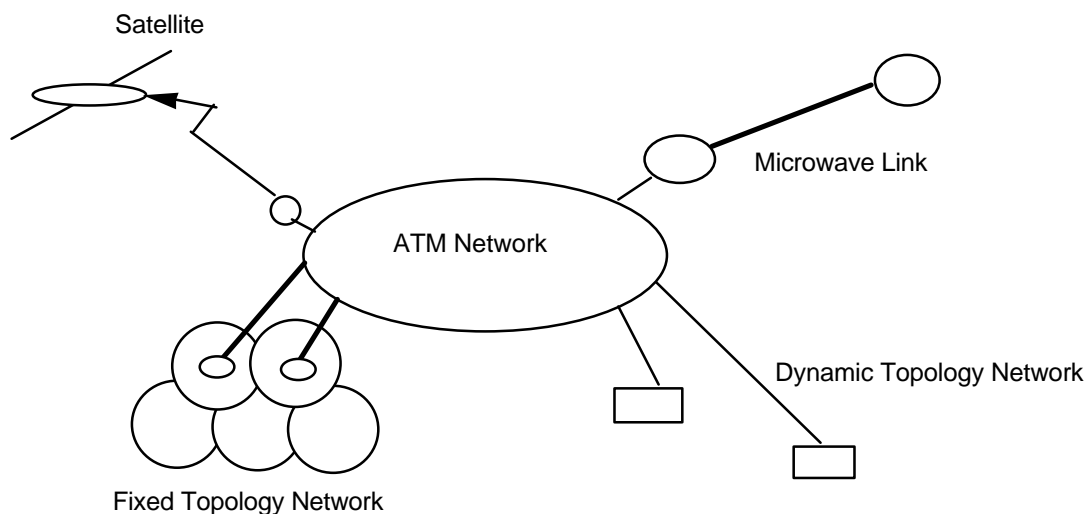 Satellite
Microwave Link
ATM Network
Dynamic Topology Network
Fixed Topology Network